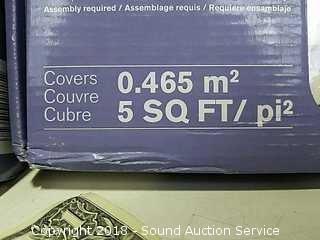 Assembly required / Assemblage requis / Requiere ensamblaje
Covers
Couvre
Cubre
0.465 m²
5 SQ FT/ pi²
Copyright 2018 - Sound Auction Service